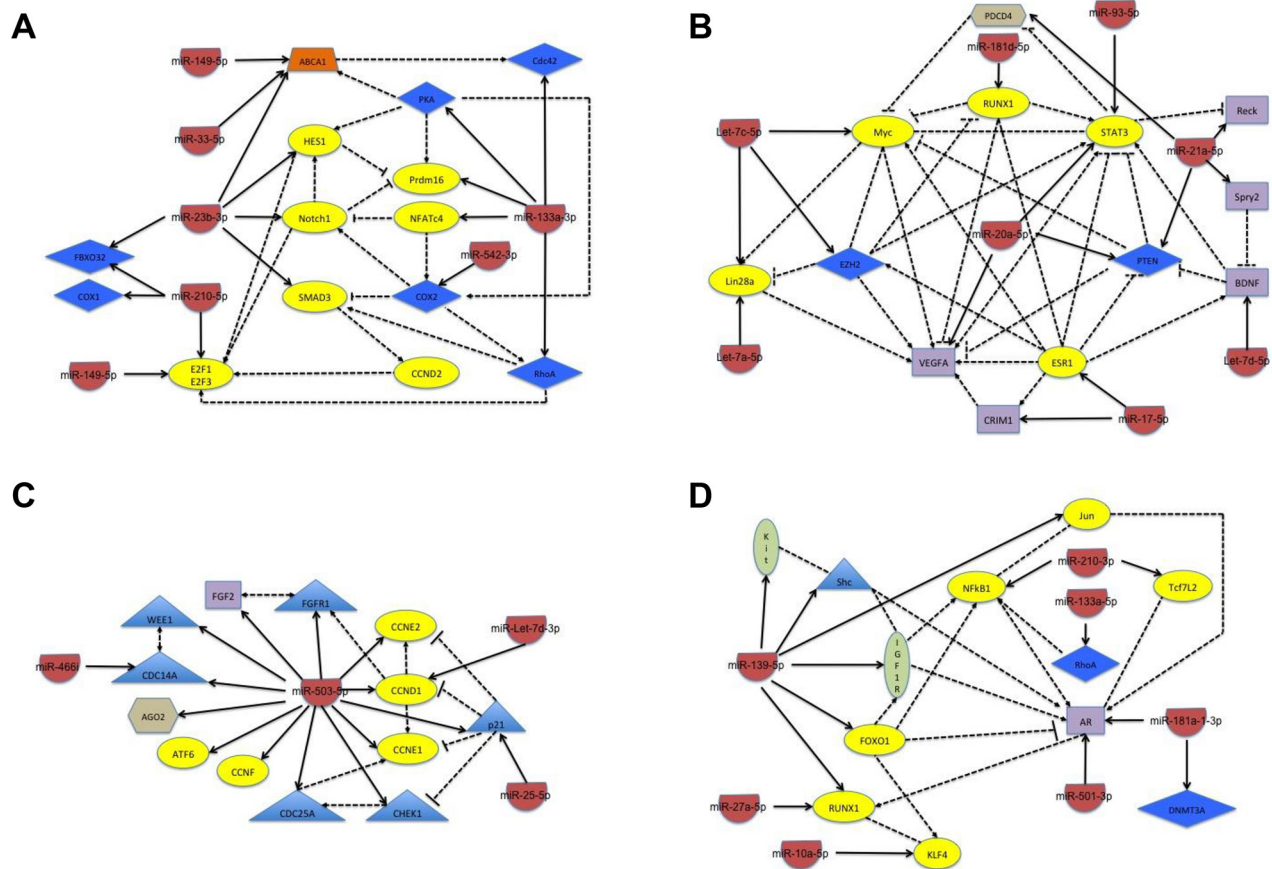 A
miR-149-5p
ABCA1
Cdc42
PKA
miR-33-5p
HES1
Prdm16
miR-23b-3p
Notch1
NFATc4
miR-133a-3p
FBXO32
miR-542-3p
COX1
miR-210-5p
SMAD3
COX2
miR-149-5p
E2F1
E2F3
CCND2
RhoA
B
PDCD4
miR-93-5p
miR-181d-5p
RUNX1
Reck
Let-7c-5p
Myc
STAT3
miR-21a-5p
Spry2
miR-20a-5p
EZH2
PTEN
Lin28a
BDNF
Let-7a-5p
VEGFA
ESR1
Let-7d-5p
CRIM1
miR-17-5p
C
FGF2
FGFR1
WEE1
CCNE2
miR-Let-7d-3p
miR-466i
CDC14A
miR-503-5p
CCND1
AGO2
p21
ATF6
CCNE1
CCNF
miR-25-5p
CDC25A
CHEK1
D
Jun
Kit
miR-210-3p
Shc
NFkB1
Tcf7L2
miR-133a-5p
miR-139-5p
IGF1R
RhoA
AR
miR-181a-1-3p
FOXO1
miR-27a-5p
RUNX1
miR-501-3p
DNMT3A
miR-10a-5p
KLF4